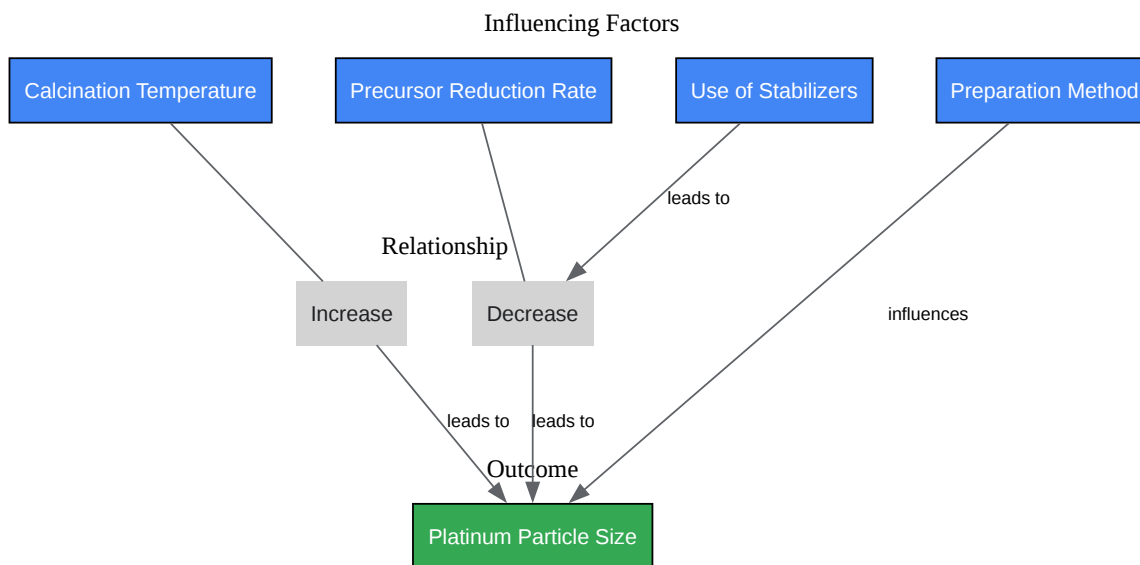 Influencing Factors
Calcination Temperature
Precursor Reduction Rate
Use of Stabilizers
Preparation Method
leads to
Relationship
Increase
Decrease
influences
leads to
leads to
Outcome
Platinum Particle Size